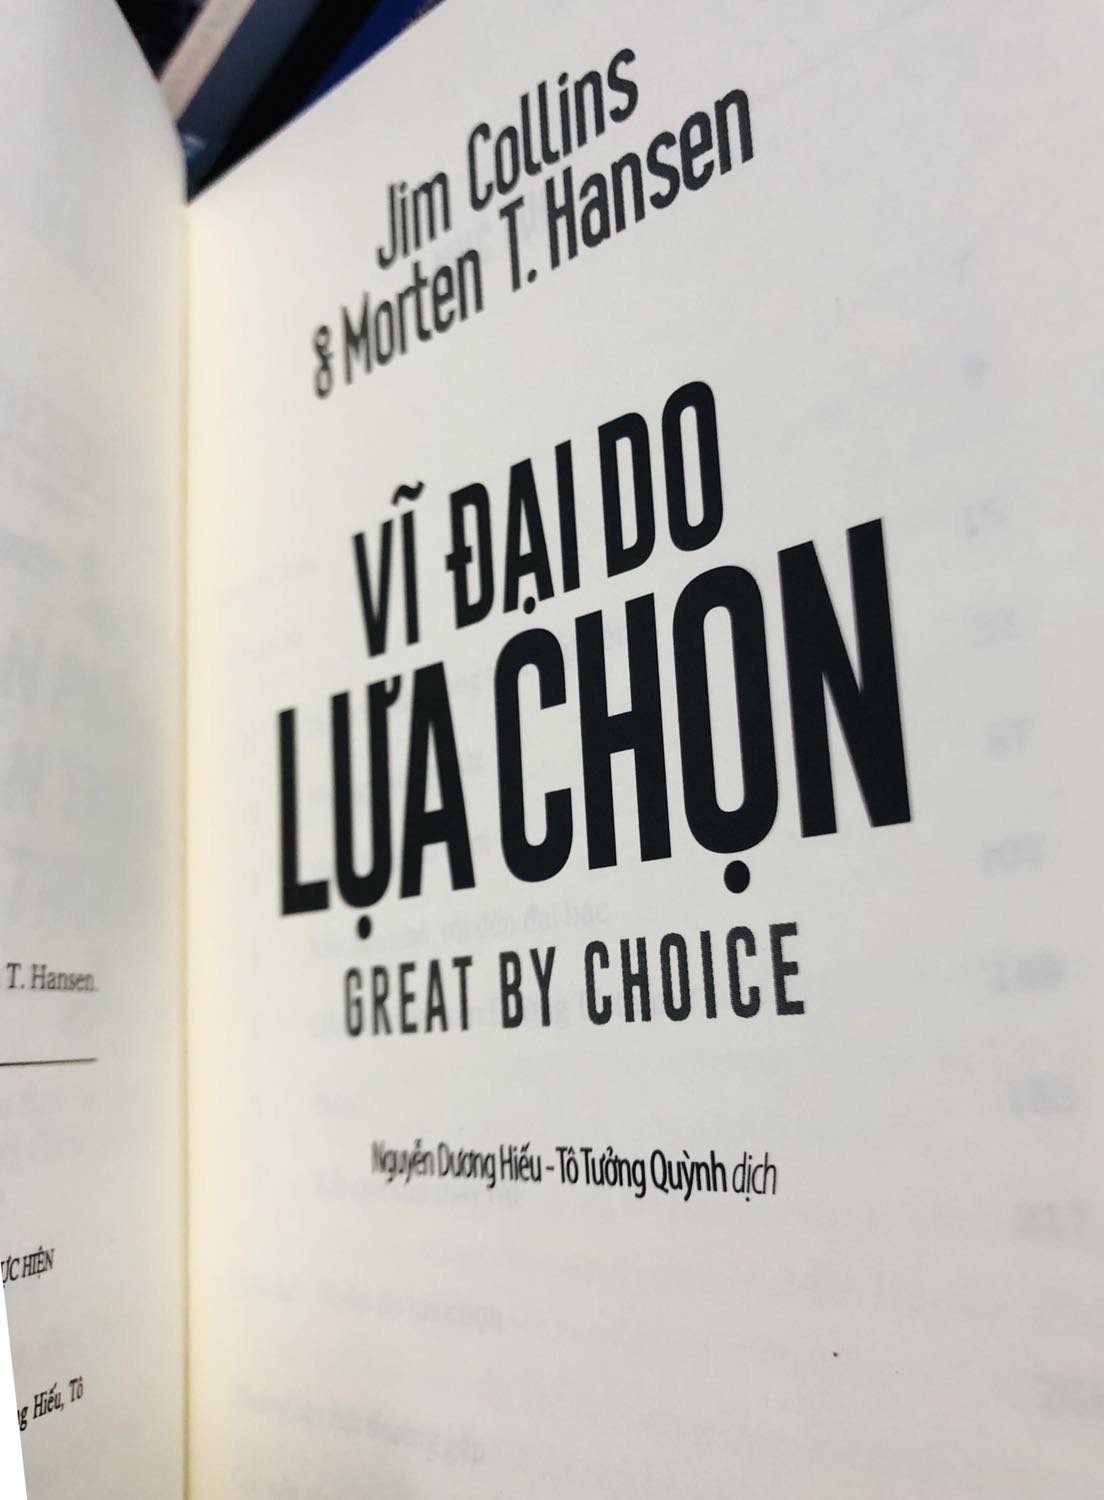 Jim Collins
& Morten T. Hansen
VĨ ĐẠI DO
LỰA CHỌN
GREAT BY CHOICE
Nguyễn Dương Hiếu - Tô Tưởng Quỳnh dịch
T. Hansen.
HIỆN
Hiếu, Tô